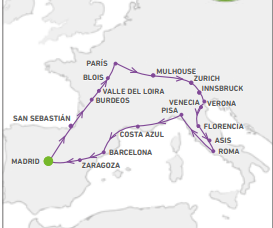 PARÍS
MULHOUSE
BLOIS
ZURICH
INNSBRUCK
VALLE DEL LOIRA
BURDEOS
VENECIA
VERONA
PISA
SAN SEBASTIÁN
FLORENCIA
COSTA AZUL
ASIS
ROMA
BARCELONA
MADRID
ZARAGOZA